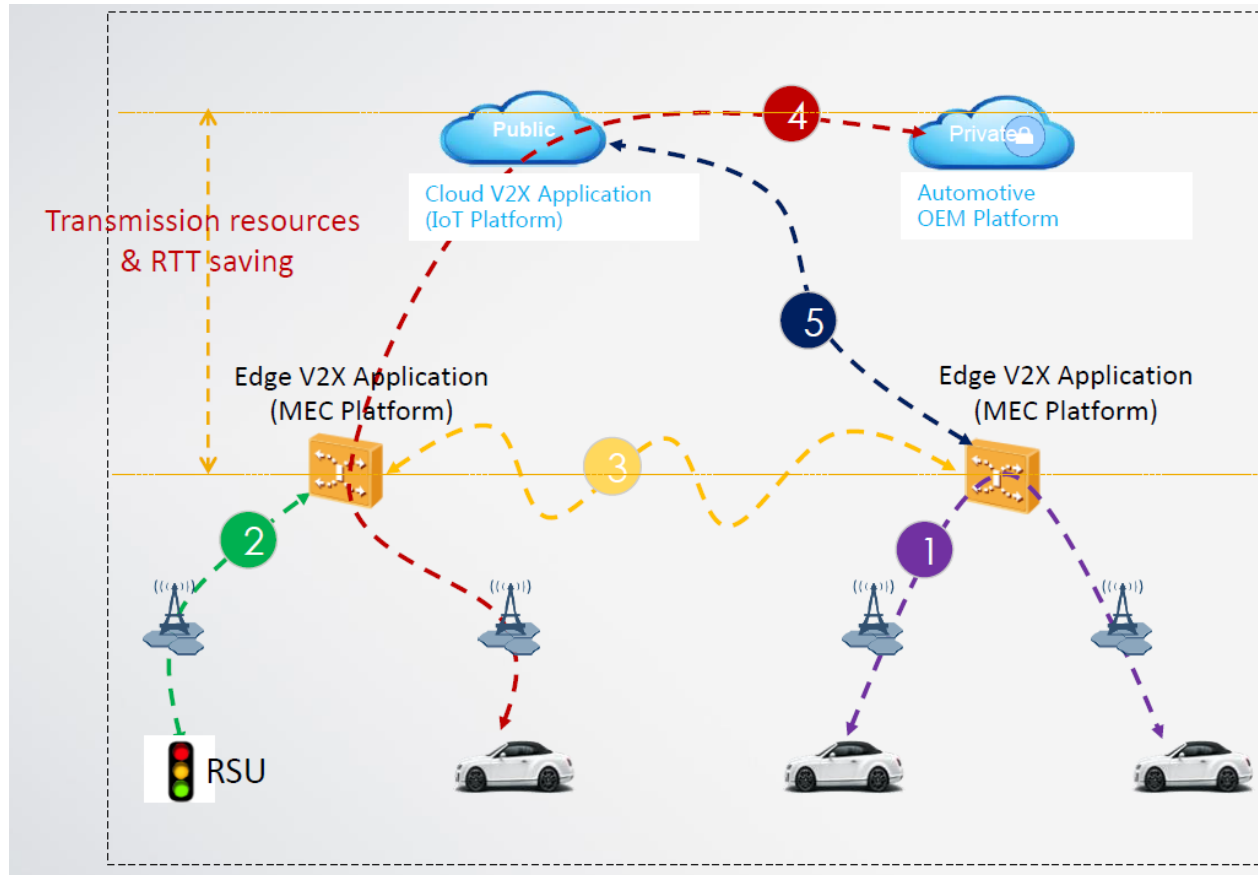 4
Public
Private
Cloud V2X Application
(IoT Platform)
Automotive
OEM Platform
Transmission resources
& RTT saving
5
Edge V2X Application
(MEC Platform)
Edge V2X Application
(MEC Platform)
3
2
1
RSU